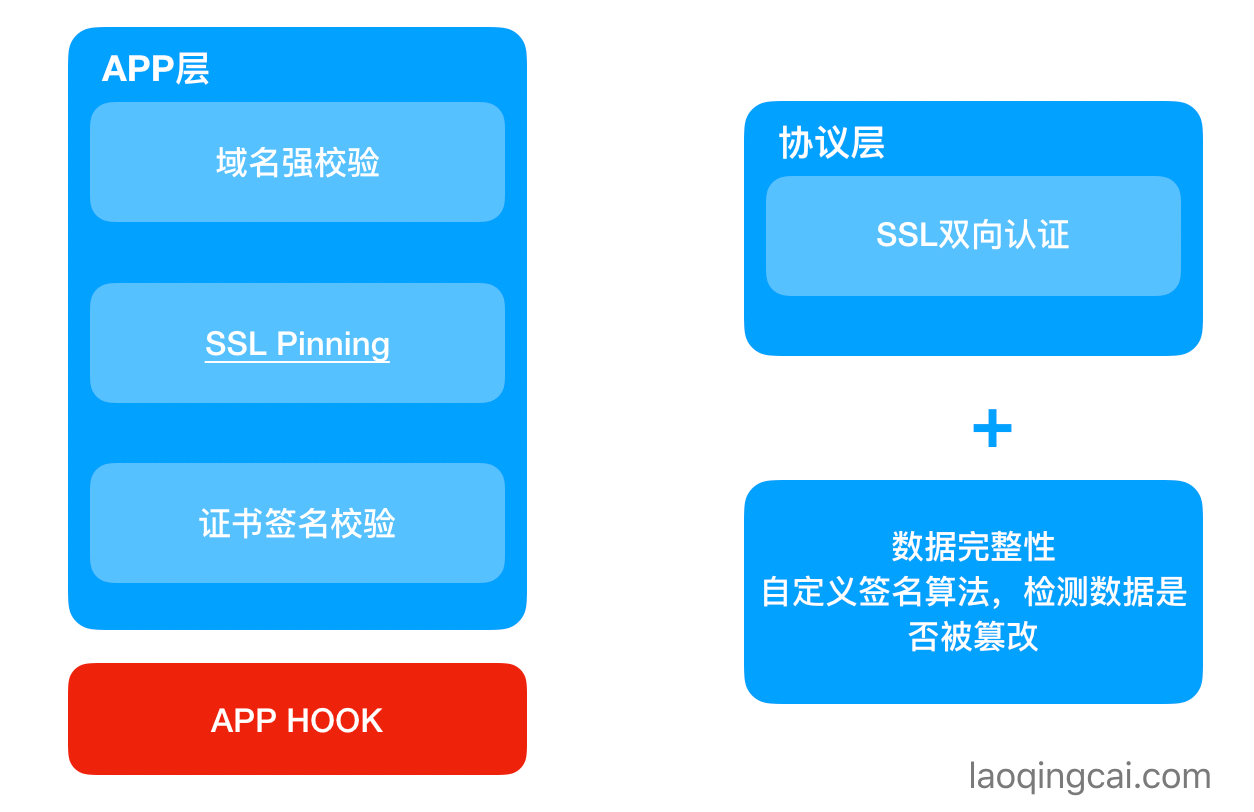 APP层
域名强校验
SSL Pinning
证书签名校验
APP HOOK
协议层
SSL双向认证
+
数据完整性
自定义签名算法，检测数据是
否被篡改
laoqingcai.com